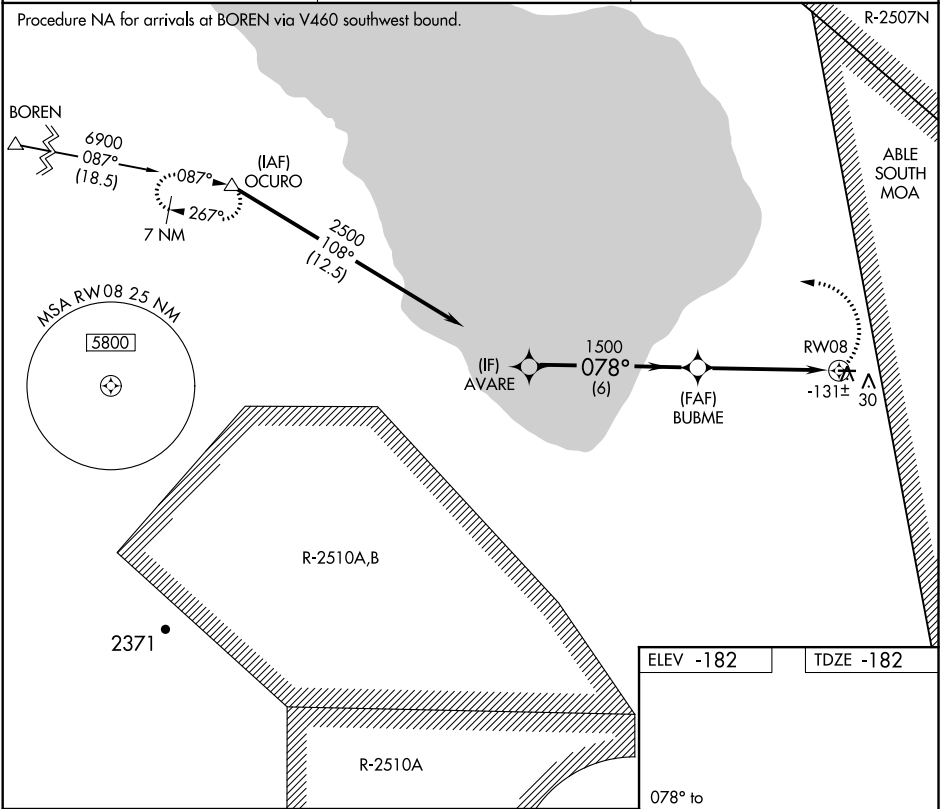 Procedure NA for arrivals at BOREN via V460 southwest bound.
R-2507N
BOREN
6900
087°
(18.5)
087°
(IAF)
OCURO
267°
7 NM
ABLE
SOUTH
MOA
2500
108°
(12.5)
MSA RW08 25 NM
5800
(IF)
AVARE
1500
078°
(6)
(FAF)
BUBME
RW08
-131±
30
R-2510A,B
2371
R-2510A
ELEV -182
TDZE -182
078° to